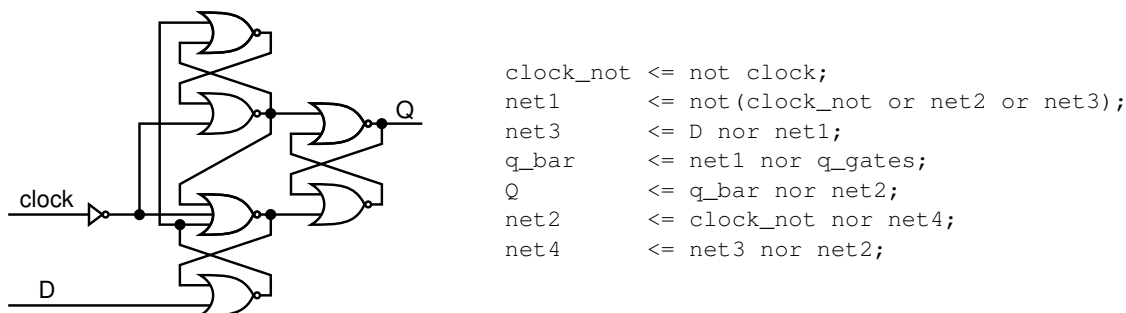 clock
D
Q
clock_not <= not clock;
net1 <= not(clock_not or net2 or net3);
net3 <= D nor net1;
q_bar <= net1 nor q_gates;
Q <= q_bar nor net2;
net2 <= clock_not nor net4;
net4 <= net3 nor net2;